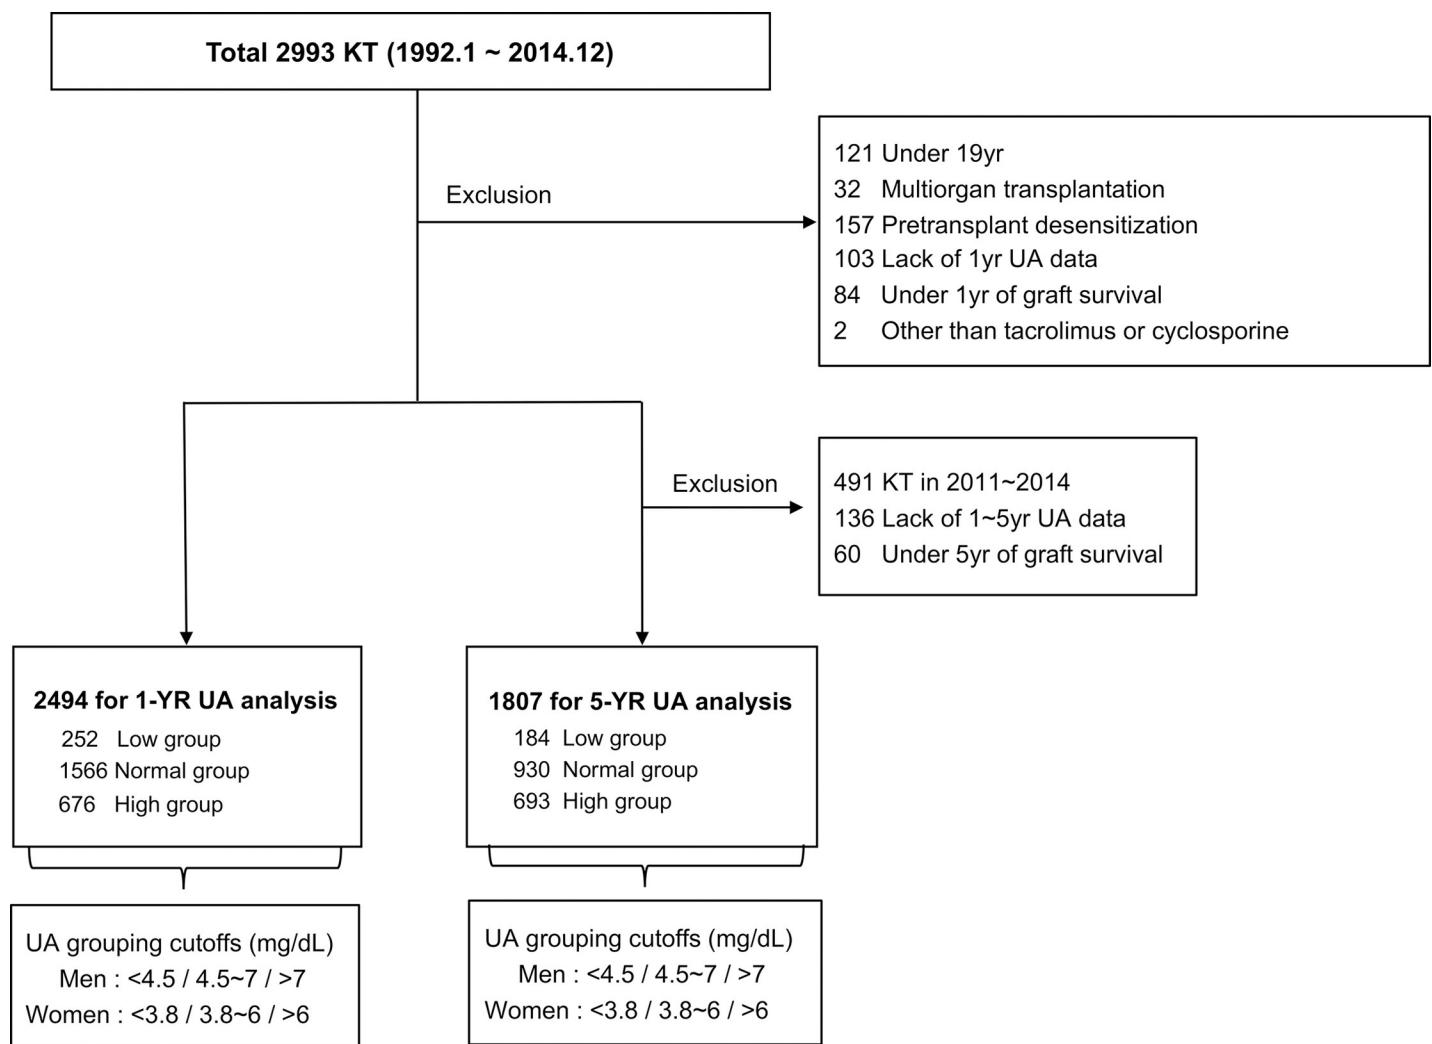 Total 2993 KT (1992.1 ~ 2014.12)
Exclusion
121 Under 19yr
32 Multiorgan transplantation
157 Pretransplant desensitization
103 Lack of 1yr UA data
84 Under 1yr of graft survival
2 Other than tacrolimus or cyclosporine
Exclusion
491 KT in 2011~2014
136 Lack of 1~5yr UA data
60 Under 5yr of graft survival
2494 for 1-YR UA analysis
252 Low group
1566 Normal group
676 High group
1807 for 5-YR UA analysis
184 Low group
930 Normal group
693 High group
UA grouping cutoffs (mg/dL)
Men : <4.5 / 4.5~7 / >7
Women : <3.8 / 3.8~6 / >6
UA grouping cutoffs (mg/dL)
Men : <4.5 / 4.5~7 / >7
Women : <3.8 / 3.8~6 / >6